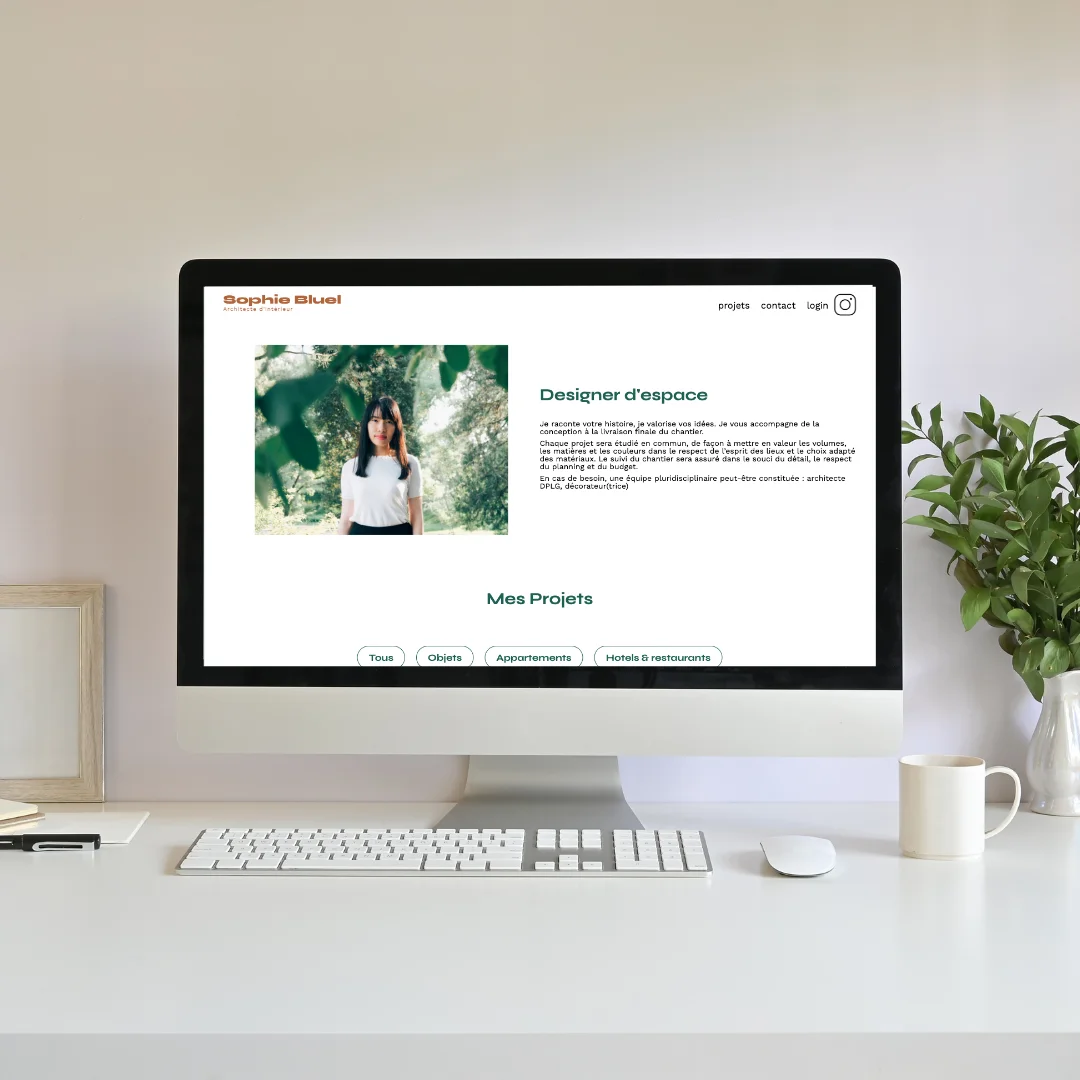 Sophie Bluel
Architecte d'intérieur
projets contact login
Designer d'espace
Je raconte votre histoire, je valorise vos idées. Je vous accompagne de la
conception à la livraison finale du chantier.
Chaque projet sera étudié en commun, de façon à mettre en valeur les volumes,
les matières et les couleurs dans le respect de l'esprit des lieux et le choix adapté
des matériaux. Le suivi du chantier sera assuré dans le souci du détail, le respect
du planning et du budget.
En cas de besoin, une équipe pluridisciplinaire peut-être constituée : architecte
DPLG, décorateur(trice)
Mes Projets
Tous Objets Appartements Hotels & restaurants